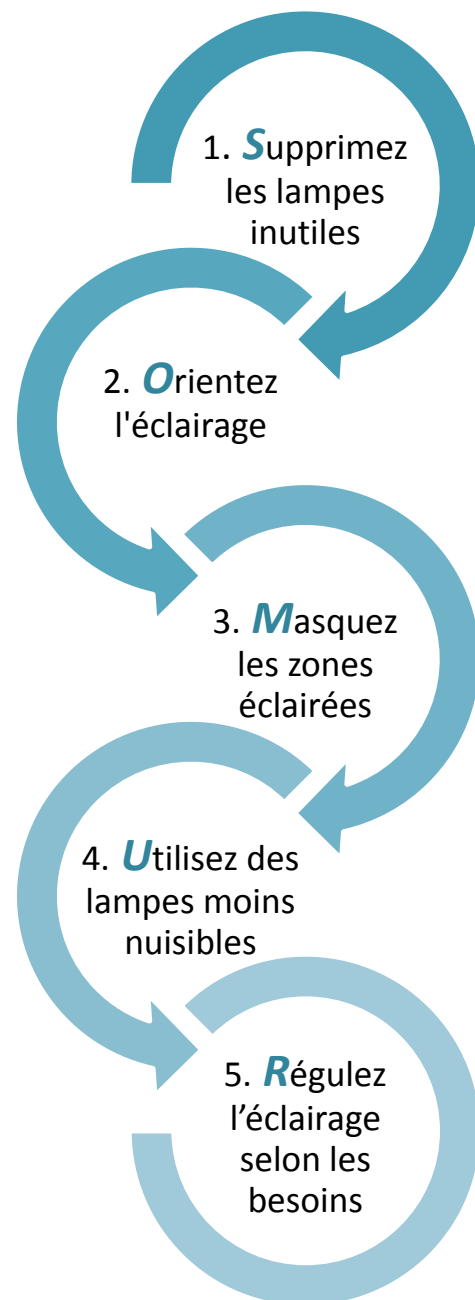 1. Supprimez
les lampes
inutiles
2. Orientez
l'éclairage
3. Masquez
les zones
éclairées
4. Utilisez des
lampes moins
nuisibles
5. Régulez
l’éclairage
selon les
besoins